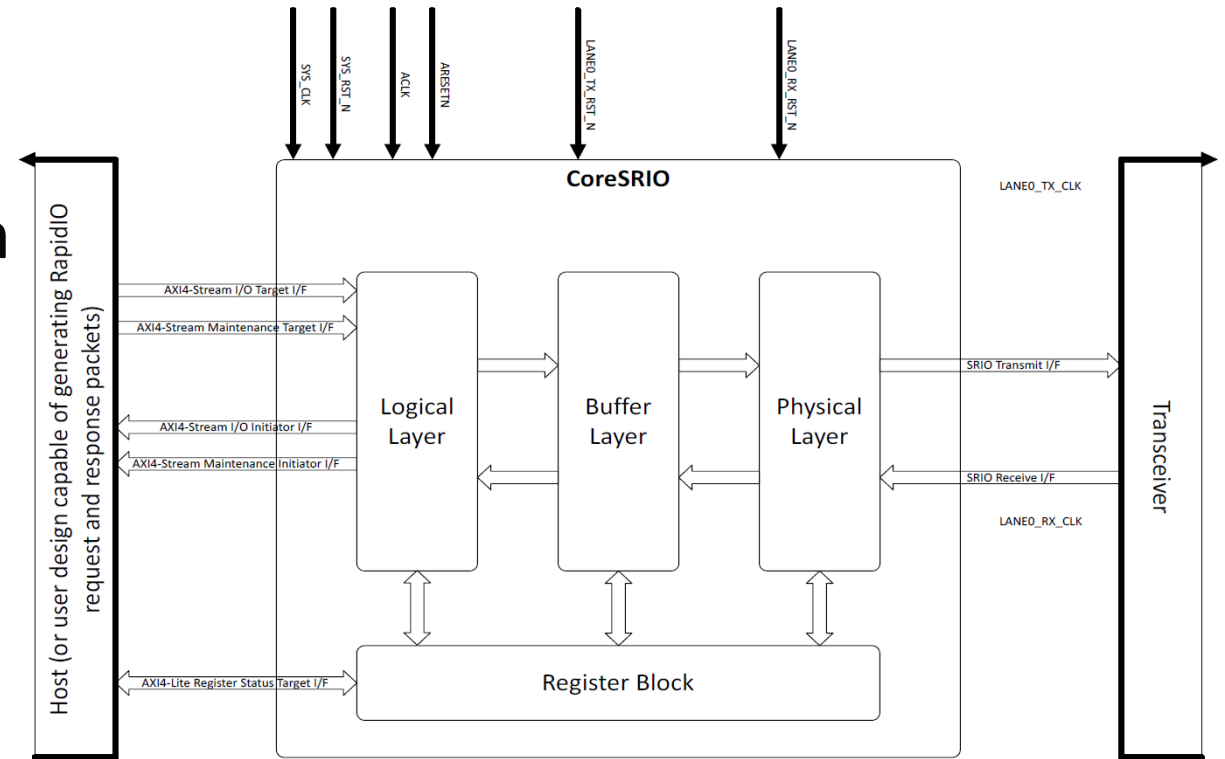 SYS_CLK
SYS_RST_N
ACLK
ARESETN
LANE0_TX_RST_N
LANE0_RX_RST_N
CoreSRIO
LANE0_TX_CLK
n
Host (or user design capable of generating RapidIO
request and response packets)
AXI4-Stream I/O Target I/F
AXI4-Stream Maintenance Target I/F
AXI4-Stream I/O Initiator I/F
AXI4-Stream Maintenance Initiator I/F
AXI4-Lite Register Status Target I/F
Logical
Layer
Buffer
Layer
Physical
Layer
SRIO Transmit I/F
SRIO Receive I/F
LANE0_RX_CLK
Transceiver
Register Block